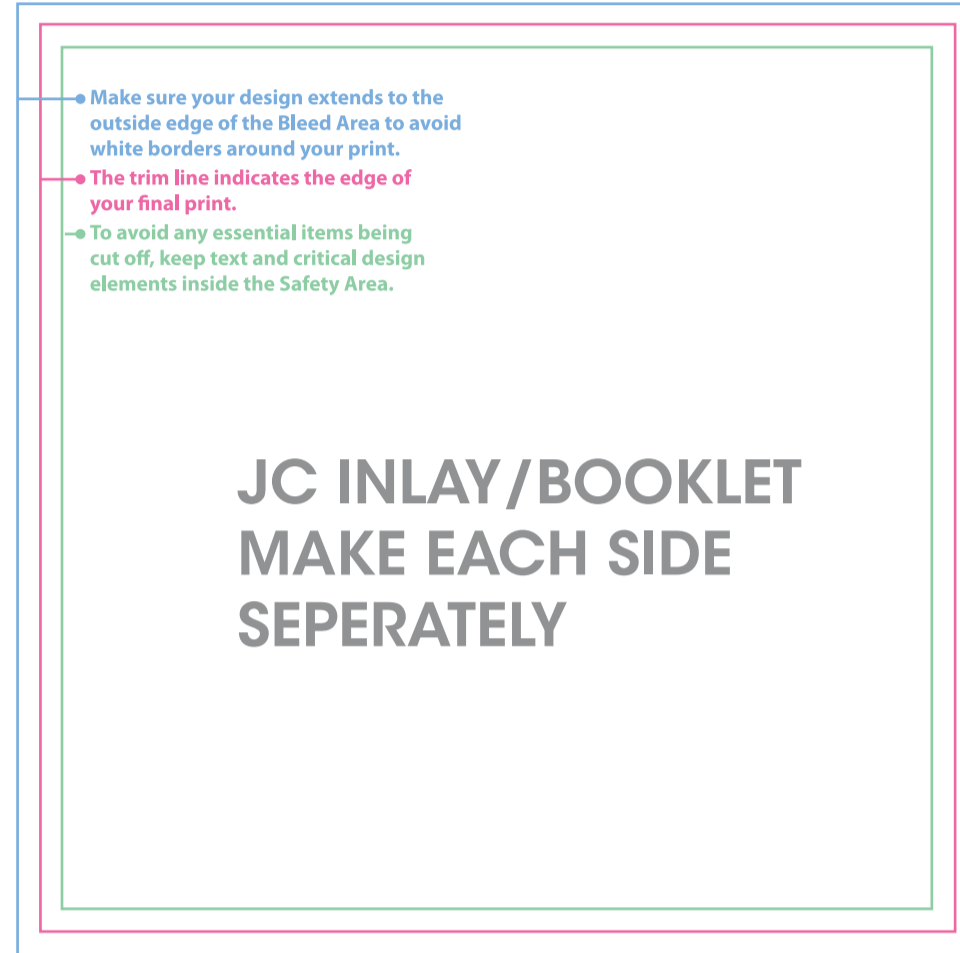 Make sure your design extends to the
outside edge of the Bleed Area to avoid
white borders around your print.
The trim line indicates the edge of
your final print.
To avoid any essential items being
cut off, keep text and critical design
elements inside the Safety Area.
JC INLAY/BOOKLET
MAKE EACH SIDE
SEPERATELY